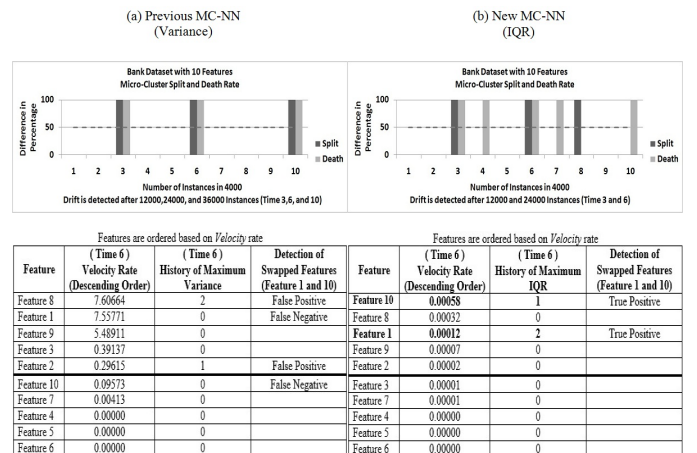 (a) Previous MC-NN
(Variance)
(b) New MC-NN
(IQR)
Bank Dataset with 10 Features
Micro-Cluster Split and Death Rate
Difference in
Percentage
100
50
0
1 2 3 4 5 6 7 8 9 10
Split
Death
Number of Instances in 4000
Drift is detected after 12000,24000, and 36000 Instances (Time 3,6, and 10)
Bank Dataset with 10 Features
Micro-Cluster Split and Death Rate
Difference in
Percentage
100
50
0
1 2 3 4 5 6 7 8 9 10
Split
Death
Number of Instances in 4000
Drift is detected after 12000 and 24000 Instances (Time 3 and 6)
Features are ordered based on Velocity rate
Feature | ( Time 6 ) Velocity Rate (Descending Order) | ( Time 6 ) History of Maximum Variance | Detection of Swapped Features (Feature 1 and 10)
Feature 8 7.60664 2 False Positive
Feature 1 7.55771 0 False Negative
Feature 9 5.48911 0
Feature 3 0.39137 0
Feature 2 0.29615 1 False Positive
Feature 10 0.09573 0 False Negative
Feature 7 0.00413 0
Feature 4 0.00000 0
Feature 5 0.00000 0
Feature 6 0.00000 0
Features are ordered based on Velocity rate
Feature | ( Time 6 ) Velocity Rate (Descending Order) | ( Time 6 ) History of Maximum IQR | Detection of Swapped Features (Feature 1 and 10)
Feature 10 0.00058 1 True Positive
Feature 8 0.00032 0
Feature 1 0.00012 2 True Positive
Feature 9 0.00007 0
Feature 2 0.00002 0
Feature 3 0.00001 0
Feature 7 0.00001 0
Feature 4 0.00000 0
Feature 5 0.00000 0
Feature 6 0.00000 0